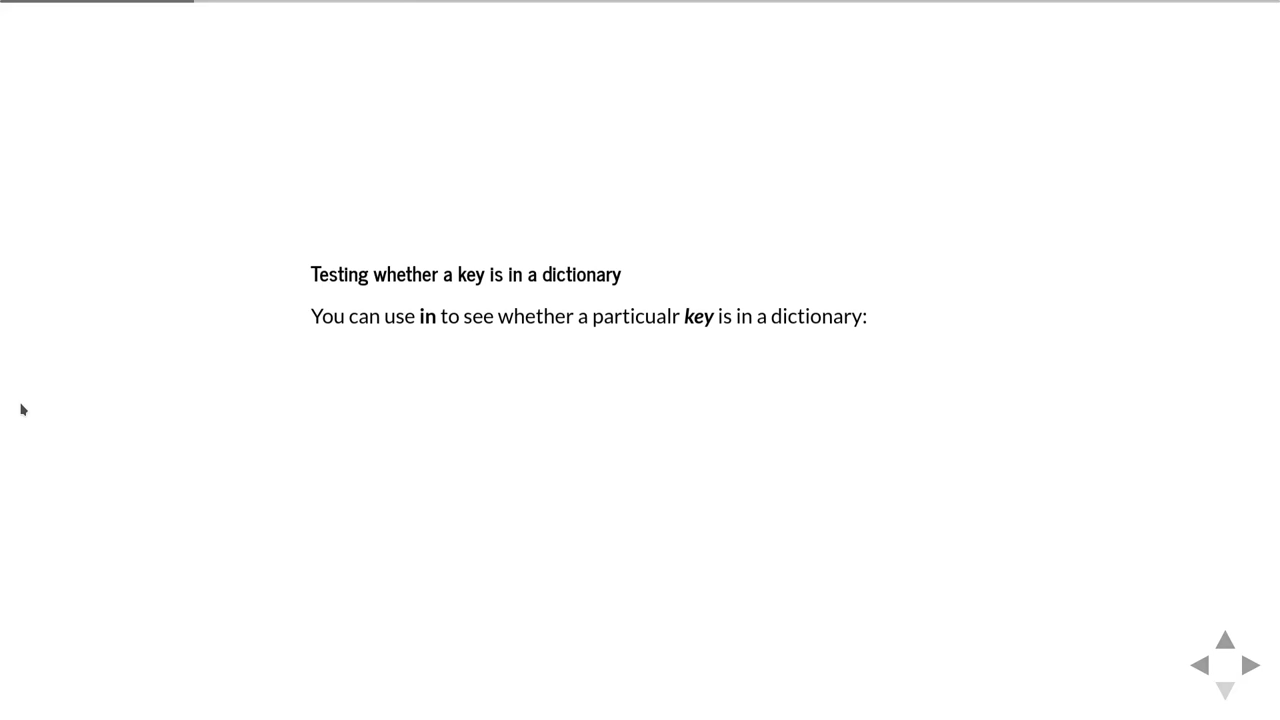 Testing whether a key is in a dictionary
You can use in to see whether a particualr key is in a dictionary: